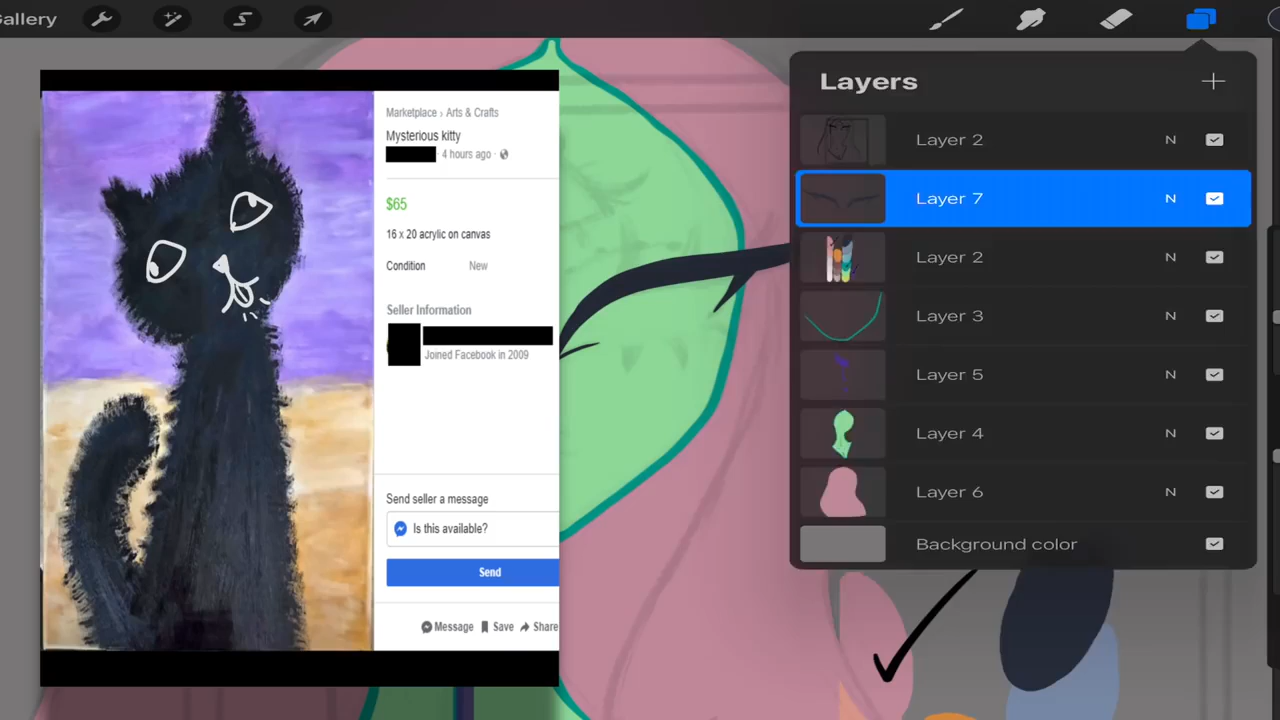 Gallery
Layers
Layer 2 N
Layer 7 N
Layer 2 N
Layer 3 N
Layer 5 N
Layer 4 N
Layer 6 N
Background color
Marketplace › Arts & Crafts
Mysterious kitty
4 hours ago ·
$65
16 x 20 acrylic on canvas
Condition New
Seller Information
Joined Facebook in 2009
Send seller a message
Is this available?
Send
Message Save Share